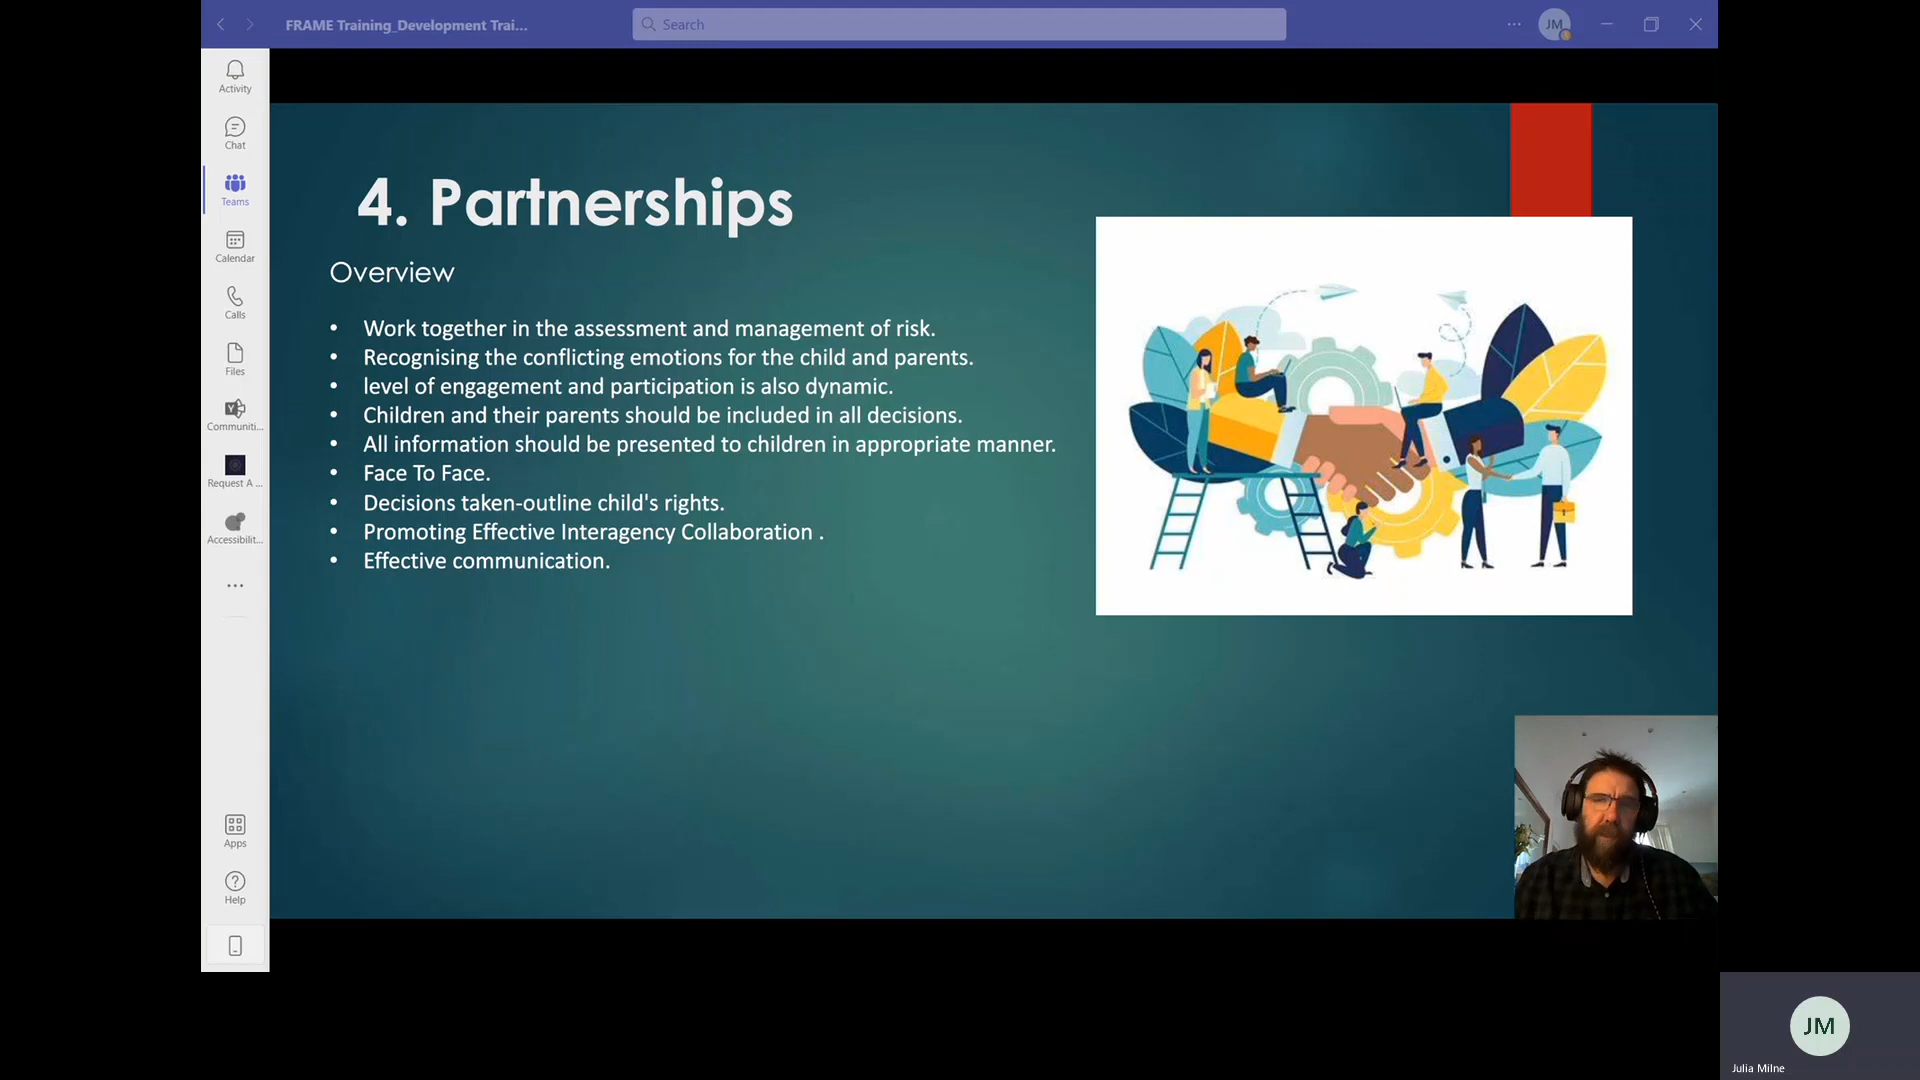 FRAME Training_Development Trai...
Search
JM
Activity
Chat
Teams
Calendar
Calls
Files
Communiti...
Request A ...
Accessibilit...
Apps
Help
4. Partnerships
Overview
• Work together in the assessment and management of risk.
• Recognising the conflicting emotions for the child and parents.
• level of engagement and participation is also dynamic.
• Children and their parents should be included in all decisions.
• All information should be presented to children in appropriate manner.
• Face To Face.
• Decisions taken-outline child's rights.
• Promoting Effective Interagency Collaboration .
• Effective communication.
JM
Julia Milne